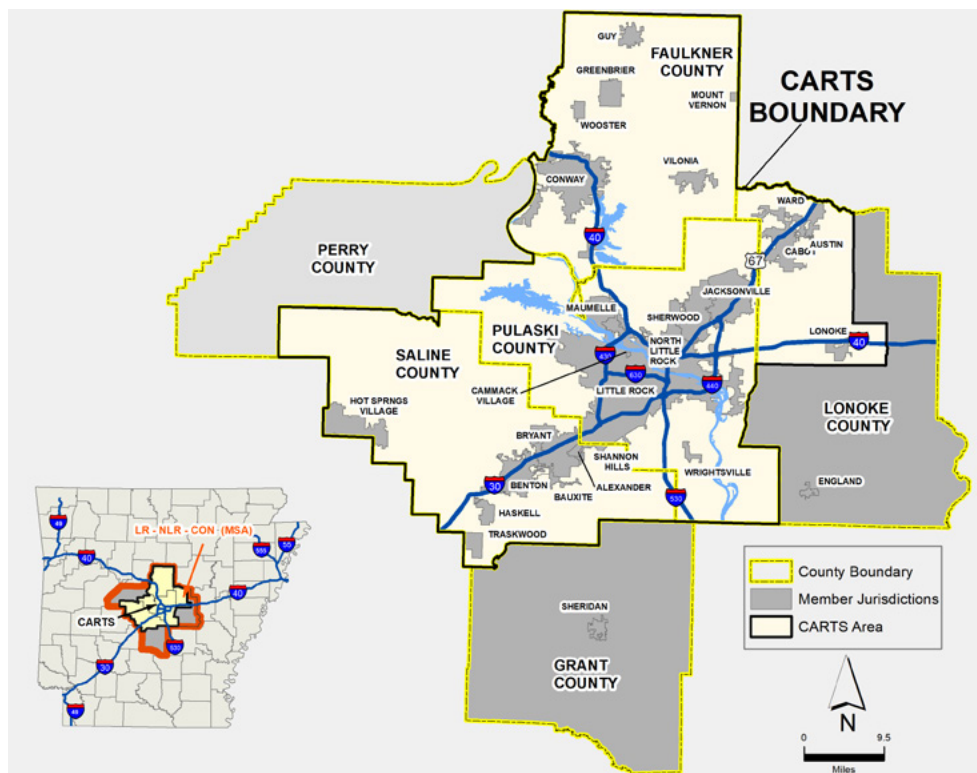 GUY
FAULKNER
COUNTY
GREENBRIER
MOUNT
VERNON
CARTS
BOUNDARY
WOOSTER
VILONIA
CONWAY
WARD
40
PERRY
COUNTY
CABO
AUSTIN
67
JACKSONVILLE
MAUMELLE
SHERWOOD
PULASKI
COUNTY
NORTH
LITTLE
ROCK
LONOKE
40
SALINE
COUNTY
430
630
CAMMACK
VILLAGE
LITTLE ROCK
440
HOT SPRNGS
VILLAGE
LONOKE
COUNTY
BRYANT
SHANNON
HILLS
WRIGHTSVILLE
30
BENTON
ALEXANDER
BAUXITE
ENGLAND
HASKELL
530
TRASKWOOD
SHERIDAN
GRANT
COUNTY
LR - NLR - CON (MSA)
49
40
555
55
40
CARTS
530
30
49
County Boundary
Member Jurisdictions
CARTS Area
N
0
9.5
Miles